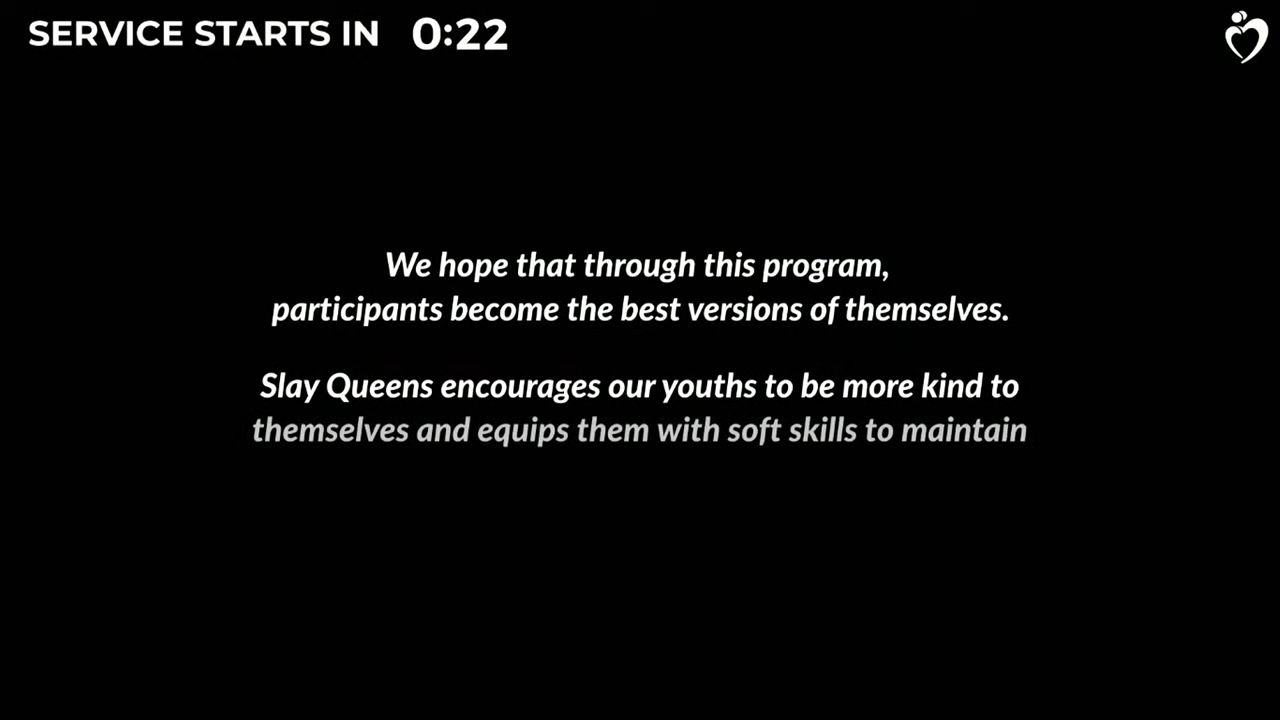 SERVICE STARTS IN 0:22
We hope that through this program,
participants become the best versions of themselves.
Slay Queens encourages our youths to be more kind to
themselves and equips them with soft skills to maintain